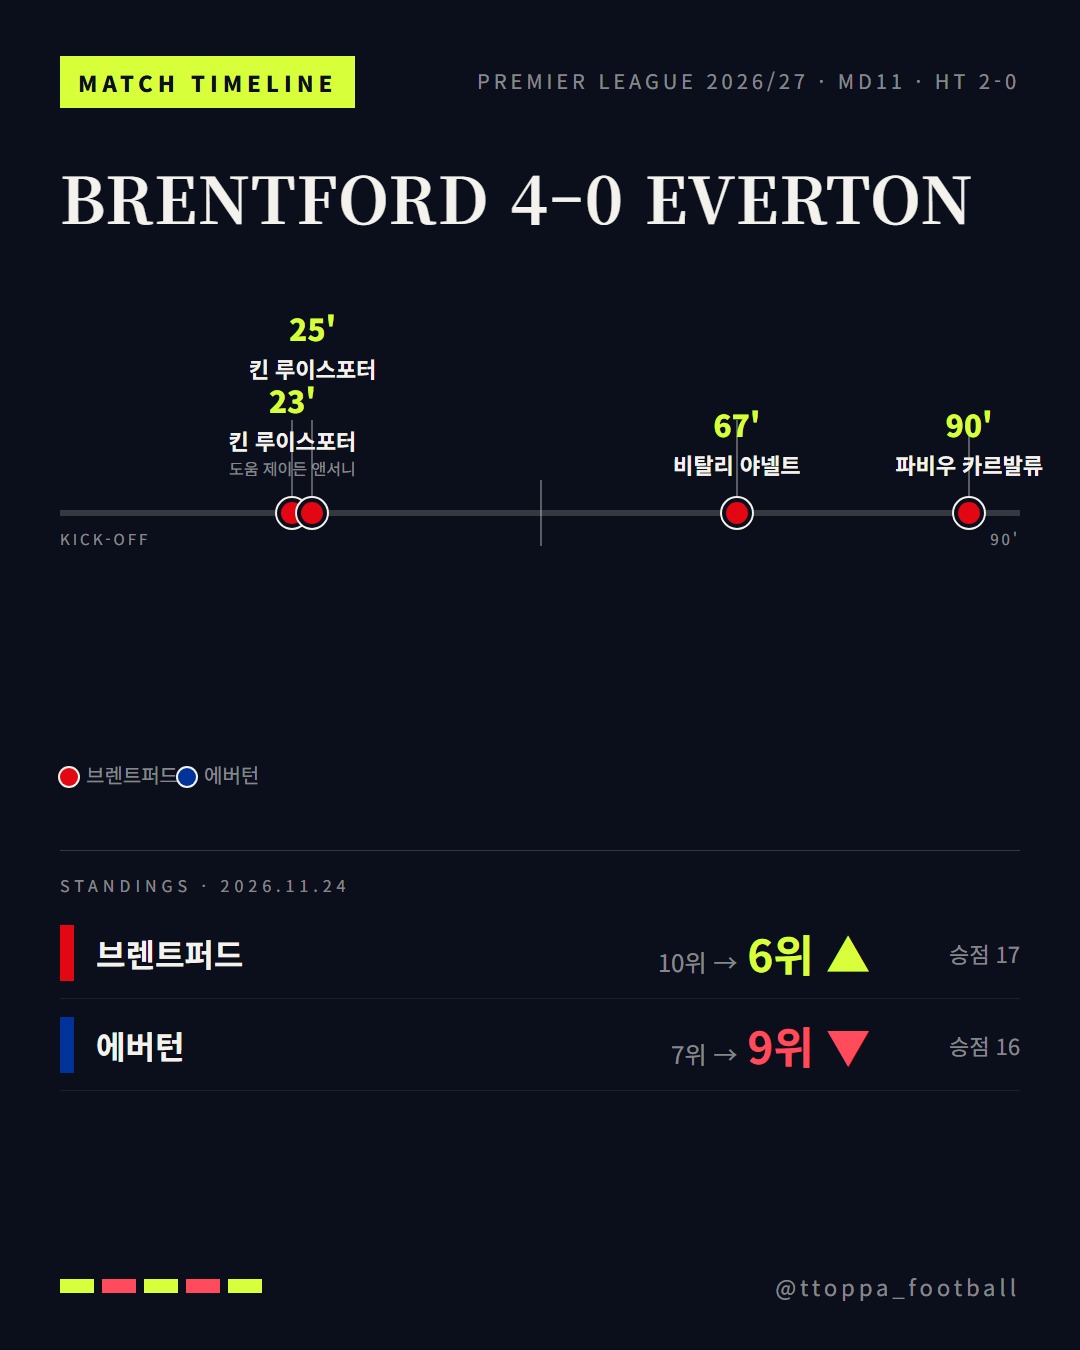 MATCH TIMELINE
PREMIER LEAGUE 2026/27 · MD11 · HT 2-0
BRENTFORD 4–0 EVERTON
25'
킨 루이스포터
23'
킨 루이스포터
도움 제이든 앤서니
67'
비탈리 야넬트
90'
파비우 카르발류
KICK-OFF
90'
브렌트퍼드 에버턴
STANDINGS · 2026.11.24
브렌트퍼드 10위 → 6위 ▲ 승점 17
에버턴 7위 → 9위 ▼ 승점 16
@ttoppa_football